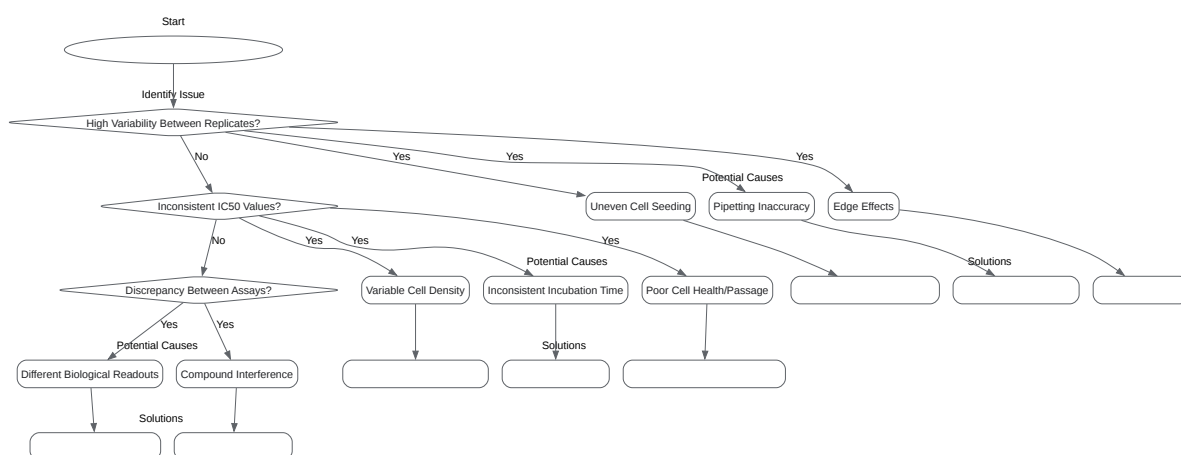 Start
Identify Issue
High Variability Between Replicates?
No
Yes
Yes
Yes
Potential Causes
Inconsistent IC50 Values?
Uneven Cell Seeding
Pipetting Inaccuracy
Edge Effects
No
Yes
Yes
Yes
Potential Causes
Solutions
Discrepancy Between Assays?
Variable Cell Density
Inconsistent Incubation Time
Poor Cell Health/Passage
Yes
Yes
Potential Causes
Solutions
Different Biological Readouts
Compound Interference
Solutions